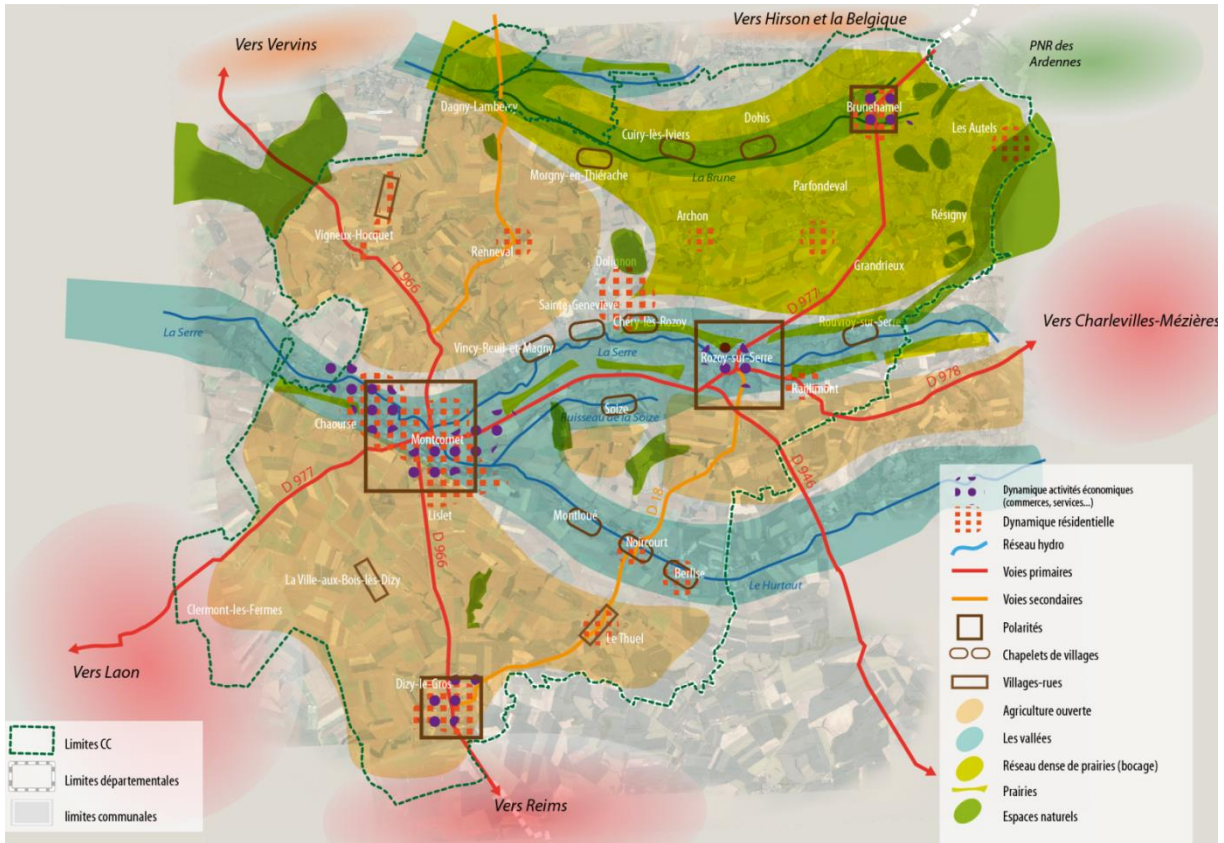 Vers Hirson et la Belgique
Vers Vervins
PNR des
Ardennes
Dagny-Lambercy
Brunehamel
Dohis
Cuiry-lès-Iviers
Les Autels
Morgny-en-Thiérache
La Brune
Parfondeval
Archon
Résigny
Vigneux-Hocquet
Renneval
D 966
Dolignon
Grandrieux
Sainte-Geneviève
D 977
Chéry-lès-Rozoy
Rouvroy-sur-Serre
Vers Charlevilles-Mézières
La Serre
Vincy-Reuil-et-Magny
La Serre
Rozoy-sur-Serre
Raillimont
D 978
Soize
Ruisseau de la Soize
Chaourse
Montcornet
D 977
D 946
Lislet
D 18
Montloué
D 966
Noircourt
Berlise
Le Hurtaut
La Ville-aux-Bois-lès-Dizy
Clermont-les-Fermes
Le Thuel
Vers Laon
Dizy-le-Gros
Vers Reims
Limites CC
Limites départementales
limites communales
Dynamique activités économiques
(commerces, services...)
Dynamique résidentielle
Réseau hydro
Voies primaires
Voies secondaires
Polarités
Chapelets de villages
Villages-rues
Agriculture ouverte
Les vallées
Réseau dense de prairies (bocage)
Prairies
Espaces naturels